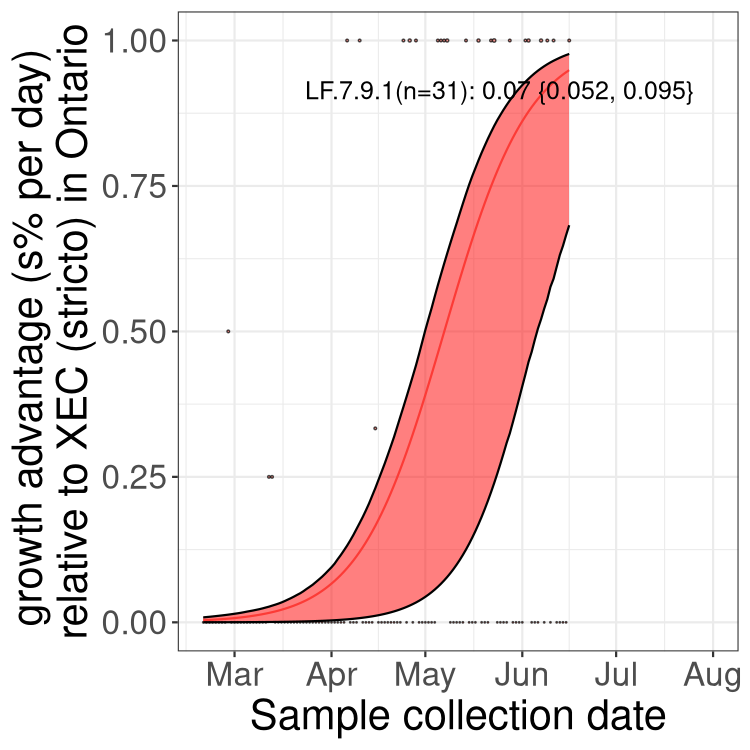 growth advantage (s% per day)
relative to XEC (stricto) in Ontario
1.00
0.75
0.50
0.25
0.00
LF.7.9.1(n=31): 0.07 {0.052, 0.095}
Mar Apr May Jun Jul Aug
Sample collection date